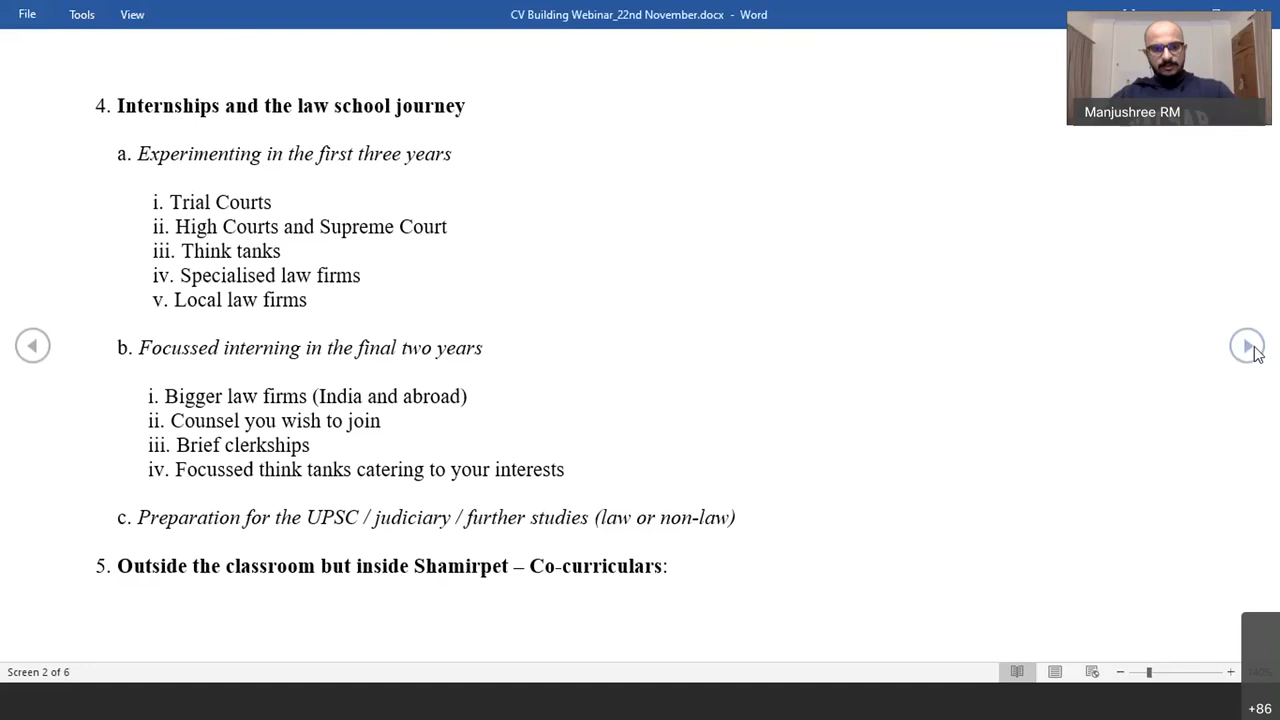 File Tools View CV Building Webinar_22nd November.docx - Word
Manjushree RM
4. Internships and the law school journey
a. Experimenting in the first three years
i. Trial Courts
ii. High Courts and Supreme Court
iii. Think tanks
iv. Specialised law firms
v. Local law firms
b. Focussed interning in the final two years
i. Bigger law firms (India and abroad)
ii. Counsel you wish to join
iii. Brief clerkships
iv. Focussed think tanks catering to your interests
c. Preparation for the UPSC / judiciary / further studies (law or non-law)
5. Outside the classroom but inside Shamirpet – Co-curriculars:
Screen 2 of 6
140%
+86